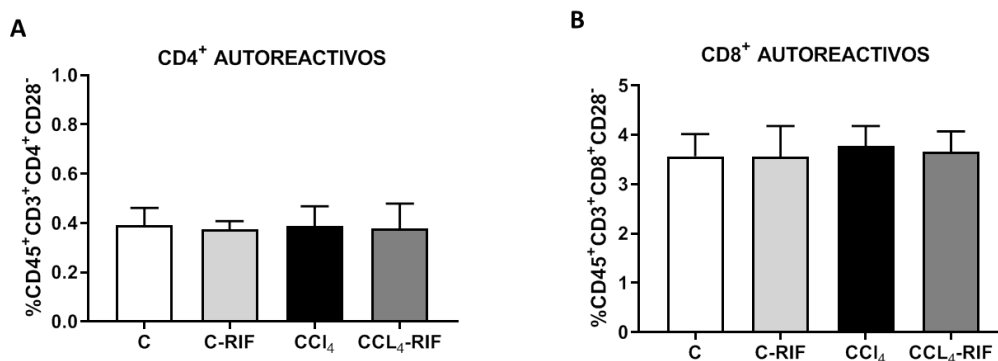 A
CD4⁺ AUTOREACTIVOS
%CD45⁺CD3⁺CD4⁺CD28⁻
1.0
0.8
0.6
0.4
0.2
0.0
C C-RIF CCl₄ CCL₄-RIF
B
CD8⁺ AUTOREACTIVOS
%CD45⁺CD3⁺CD8⁺CD28⁻
5
4
3
2
1
0
C C-RIF CCl₄ CCL₄-RIF